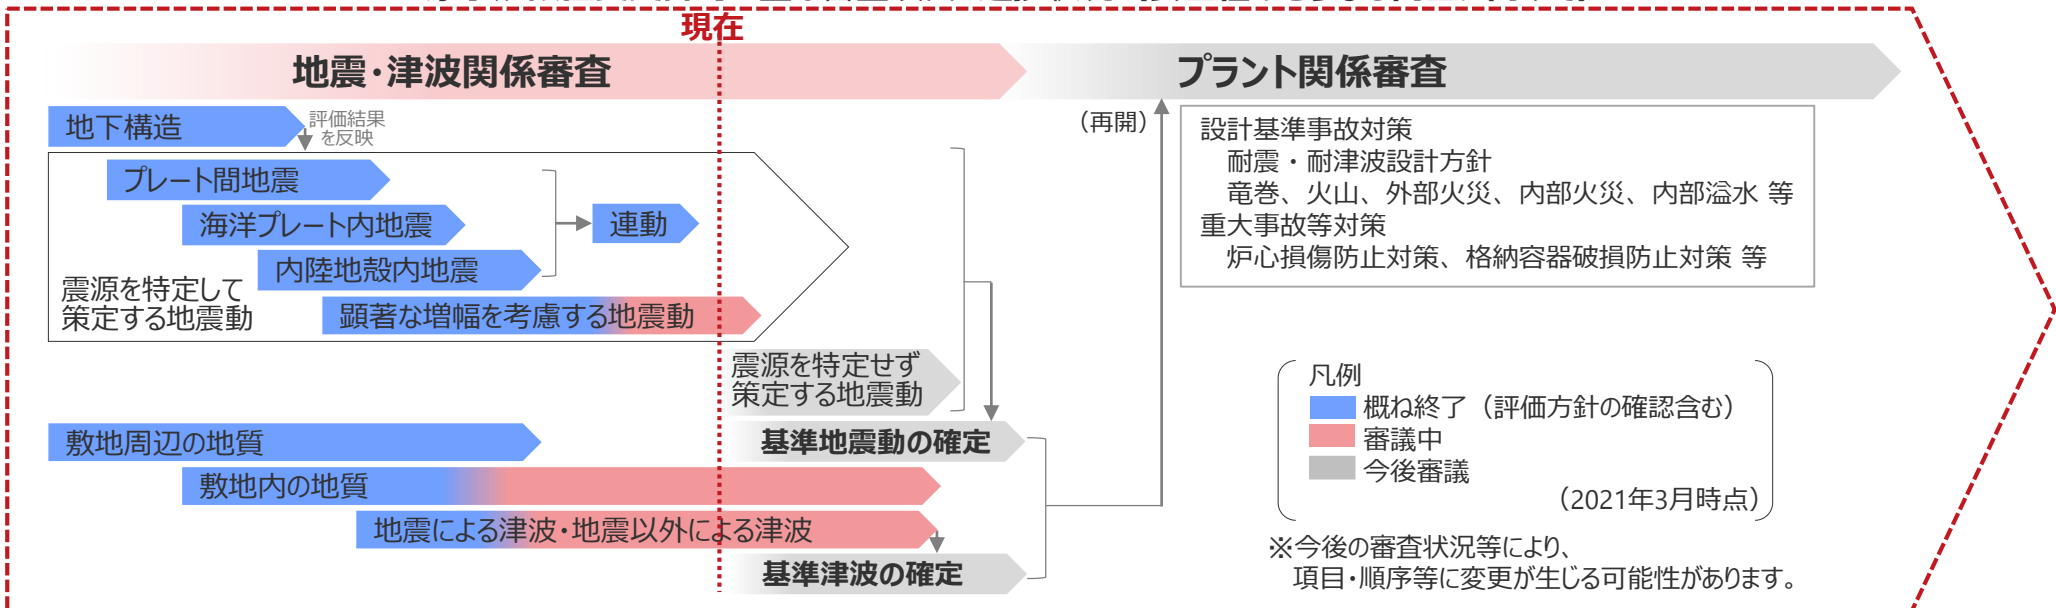 現在
地震・津波関係審査
プラント関係審査
地下構造
評価結果
を反映
プレート間地震
海洋プレート内地震
内陸地殻内地震
連動
震源を特定して
策定する地震動
顕著な増幅を考慮する地震動
震源を特定せず
策定する地震動
敷地周辺の地質
基準地震動の確定
敷地内の地質
地震による津波・地震以外による津波
基準津波の確定
（再開）
設計基準事故対策
耐震・耐津波設計方針
竜巻、火山、外部火災、内部火災、内部溢水 等
重大事故等対策
炉心損傷防止対策、格納容器破損防止対策 等
凡例
概ね終了（評価方針の確認含む）
審議中
今後審議
（2021年3月時点）
※今後の審査状況等により、
項目・順序等に変更が生じる可能性があります。